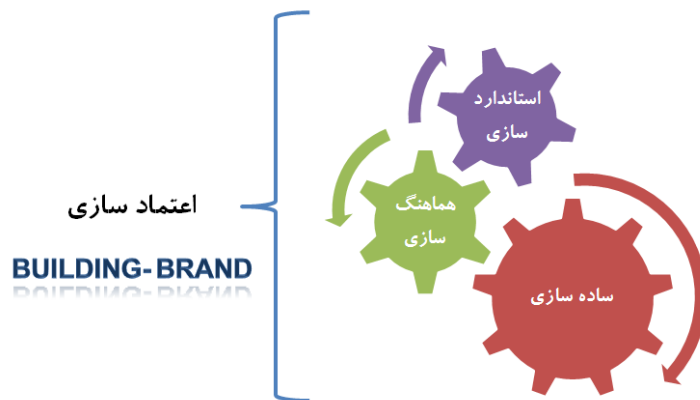 استاندارد
سازی
هماهنگ
سازی
ساده سازی
اعتماد سازی
BUILDING-BRAND